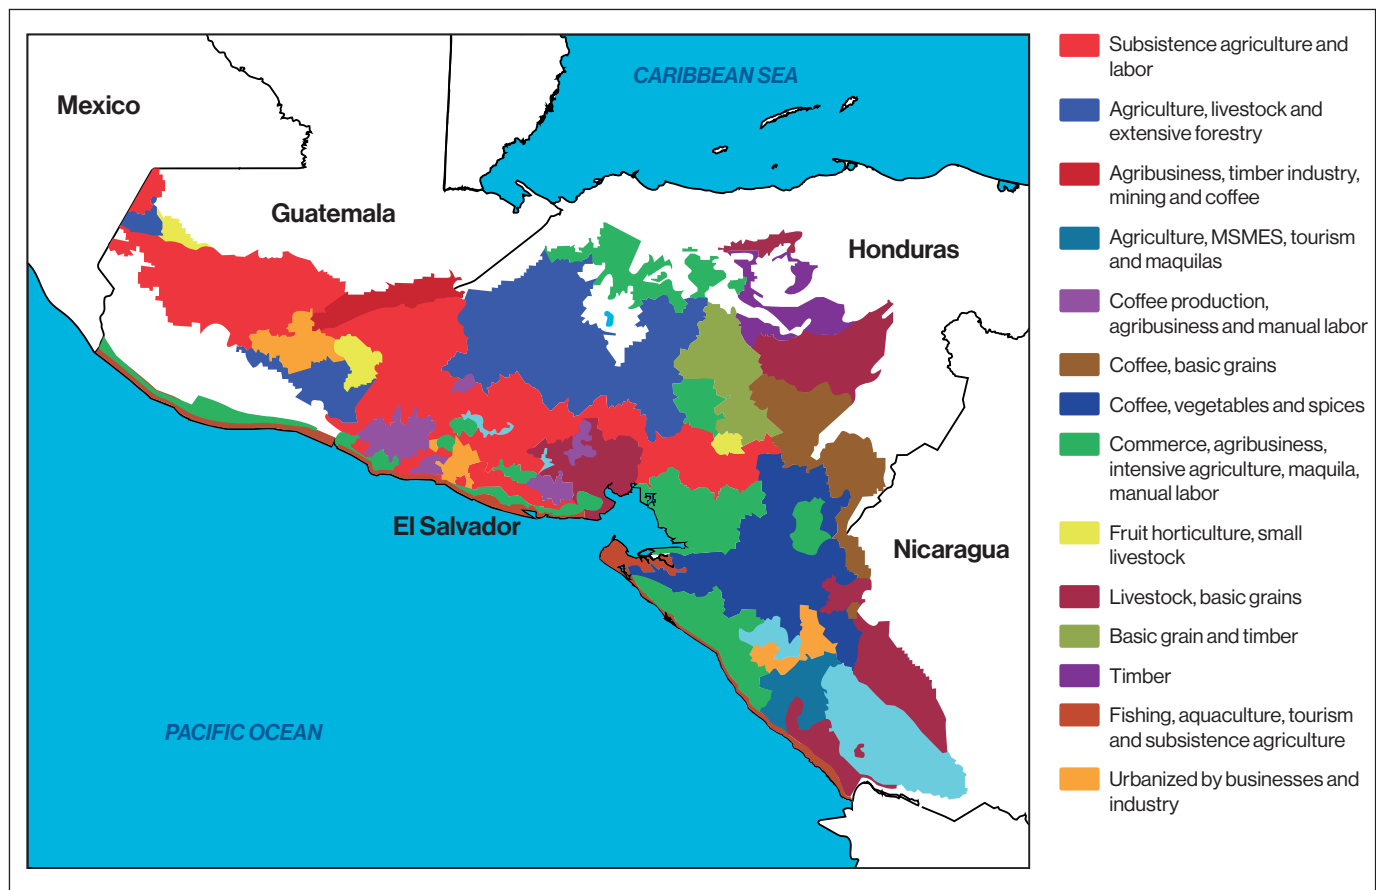 CARIBBEAN SEA
Mexico
Guatemala
Honduras
El Salvador
Nicaragua
PACIFIC OCEAN
Subsistence agriculture and
labor
Agriculture, livestock and
extensive forestry
Agribusiness, timber industry,
mining and coffee
Agriculture, MSMES, tourism
and maquilas
Coffee production,
agribusiness and manual labor
Coffee, basic grains
Coffee, vegetables and spices
Commerce, agribusiness,
intensive agriculture, maquila,
manual labor
Fruit horticulture, small
livestock
Livestock, basic grains
Basic grain and timber
Timber
Fishing, aquaculture, tourism
and subsistence agriculture
Urbanized by businesses and
industry